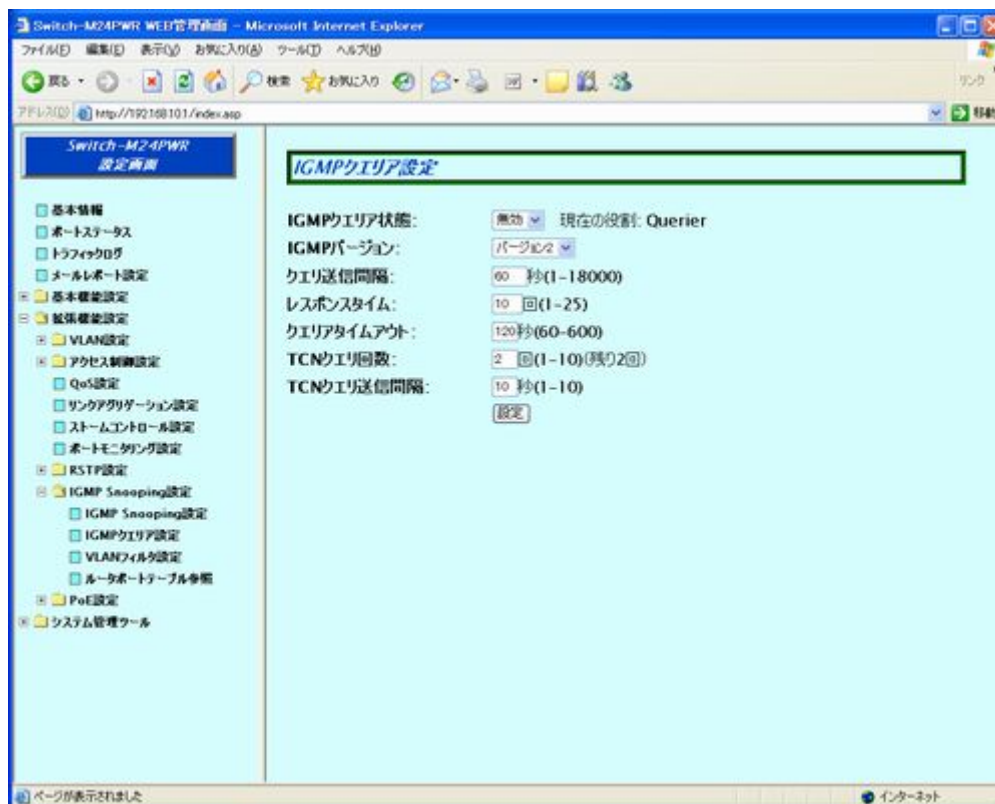 Switch-M24PWR WEB管理画面 - Microsoft Internet Explorer
ファイル(F) 編集(E) 表示(V) お気に入り(A) ツール(T) ヘルプ(H)
戻る 検索 お気に入り リンク
アドレス(D) http://192.168.1.0.1/index.asp 移動
Switch-M24PWR
設定画面
基本情報
ポートステータス
トラフィックログ
メールレポート設定
基本機能設定
拡張機能設定
VLAN設定
アクセス制御設定
QoS設定
リンクアグリゲーション設定
ストームコントロール設定
ポートモニタリング設定
RSTP設定
IGMP Snooping設定
IGMP Snooping設定
IGMPクエリア設定
VLANフィルタ設定
ルータポートテーブル参照
PoE設定
システム管理ツール
IGMPクエリア設定
IGMPクエリア状態: 無効 現在の役割: Querier
IGMPバージョン: バージョン2
クエリ送信間隔: 60 秒(1-18000)
レスポンスタイム: 10 回(1-25)
クエリアタイムアウト: 120 秒(60-600)
TCNクエリ回数: 2 回(1-10)(残り2回)
TCNクエリ送信間隔: 10 秒(1-10)
設定
ページが表示されました インターネット